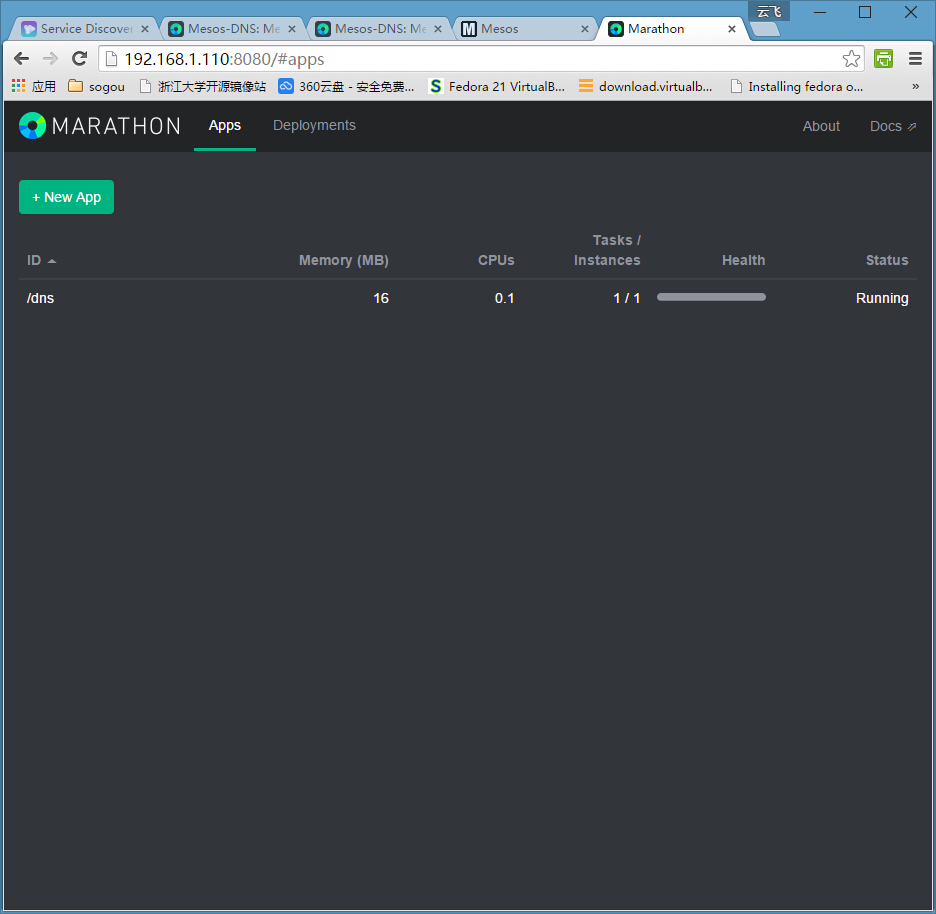 云飞
Service Discover
Mesos-DNS: Me
Mesos-DNS: Me
Mesos
Marathon
192.168.1.110:8080/#apps
应用
sogou
浙江大学开源镜像站
360云盘 - 安全免费...
Fedora 21 VirtualB...
download.virtualb...
Installing fedora o...
»
MARATHON
Apps
Deployments
About
Docs
+ New App
ID
Memory (MB)
CPUs
Tasks /
Instances
Health
Status
/dns
16
0.1
1 / 1
Running